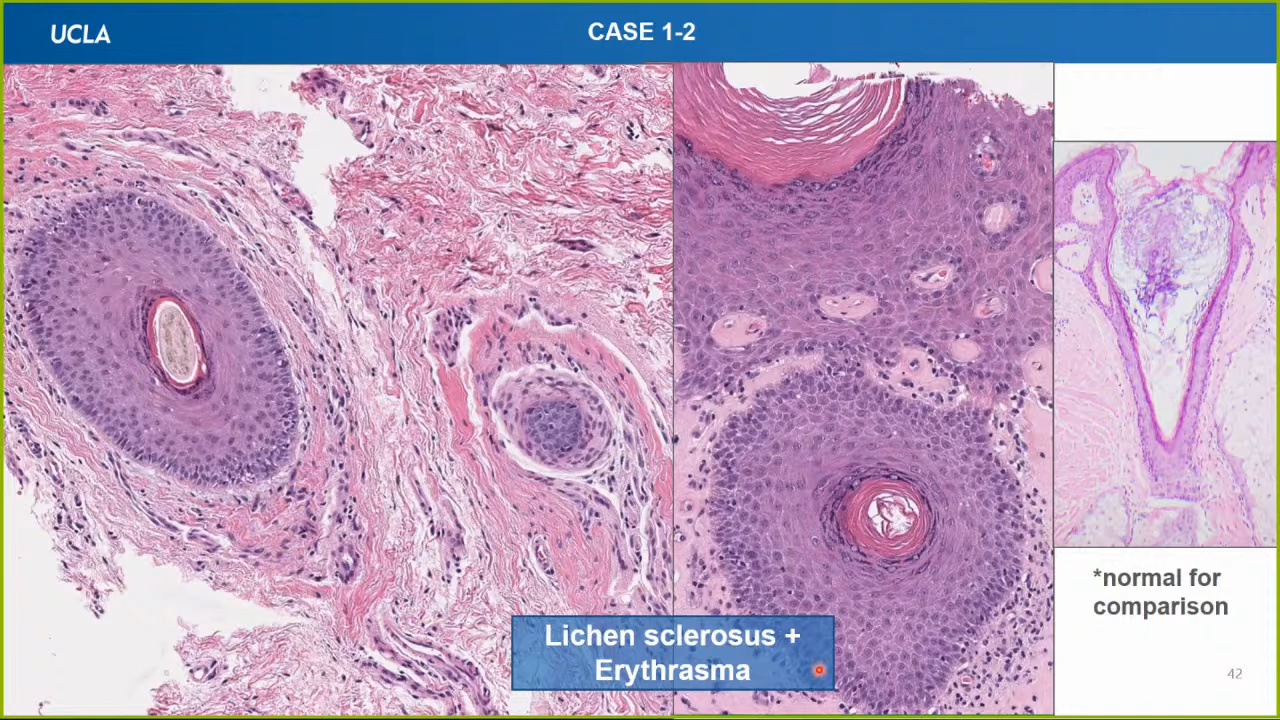 UCLA
CASE 1-2
*normal for
comparison
Lichen sclerosus +
Erythrasma
42